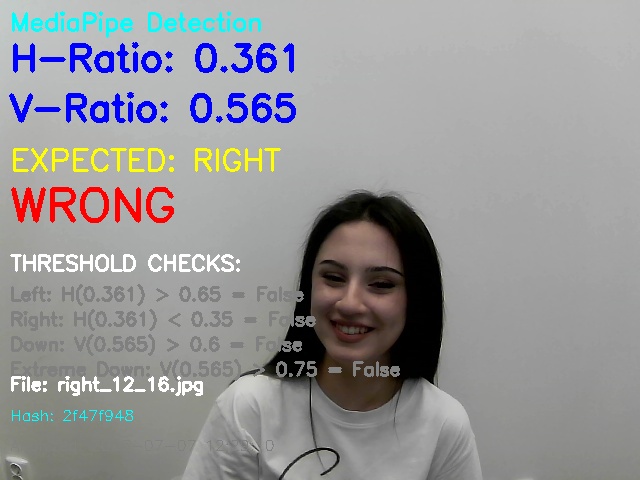 MediaPipe Detection
H-Ratio: 0.361
V-Ratio: 0.565
EXPECTED: RIGHT
WRONG
THRESHOLD CHECKS:
Left: H(0.361) > 0.65 = False
Right: H(0.361) < 0.35 = False
Down: V(0.565) > 0.6 = False
Extreme Down: V(0.565) > 0.75 = False
File: right_12_16.jpg
Hash: 2f47f948